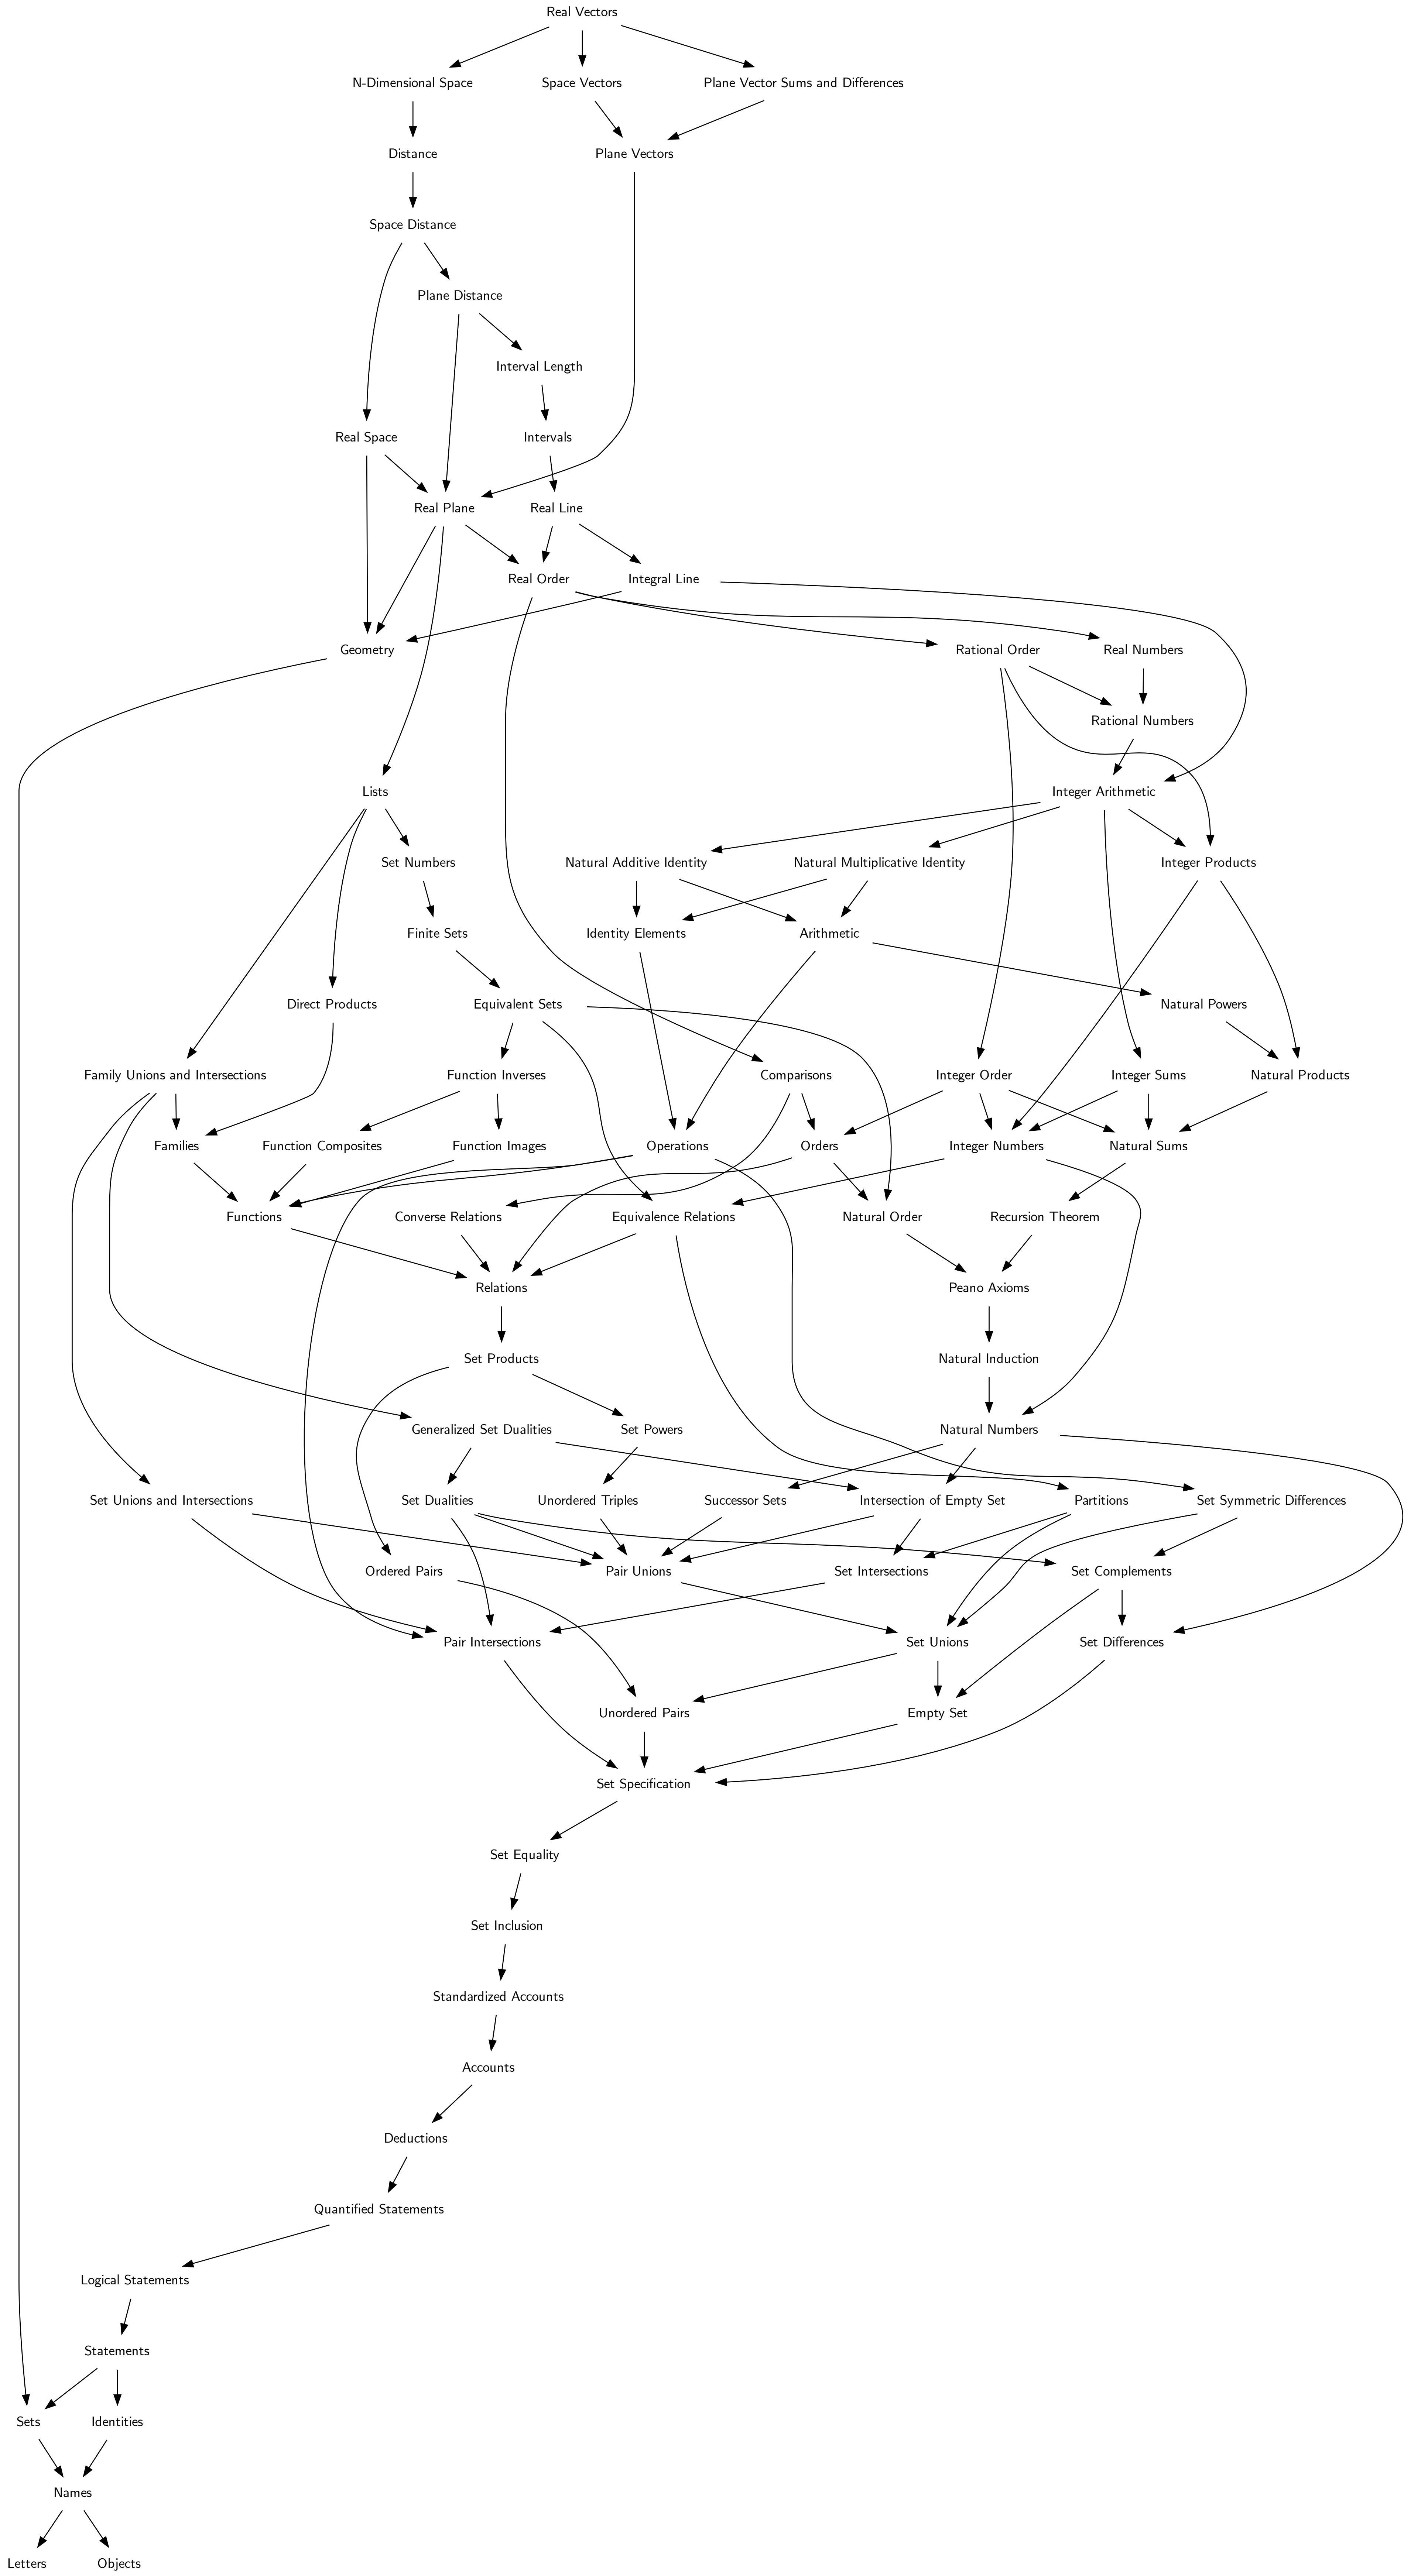 Real Vectors
N-Dimensional Space
Space Vectors
Plane Vector Sums and Differences
Distance
Plane Vectors
Space Distance
Plane Distance
Interval Length
Real Space
Intervals
Real Plane
Real Line
Real Order
Integral Line
Geometry
Rational Order
Real Numbers
Rational Numbers
Lists
Integer Arithmetic
Set Numbers
Natural Additive Identity
Natural Multiplicative Identity
Integer Products
Finite Sets
Identity Elements
Arithmetic
Direct Products
Equivalent Sets
Natural Powers
Family Unions and Intersections
Function Inverses
Comparisons
Integer Order
Integer Sums
Natural Products
Families
Function Composites
Function Images
Operations
Orders
Integer Numbers
Natural Sums
Functions
Converse Relations
Equivalence Relations
Natural Order
Recursion Theorem
Relations
Peano Axioms
Set Products
Natural Induction
Generalized Set Dualities
Set Powers
Natural Numbers
Set Unions and Intersections
Set Dualities
Unordered Triples
Successor Sets
Intersection of Empty Set
Partitions
Set Symmetric Differences
Ordered Pairs
Pair Unions
Set Intersections
Set Complements
Pair Intersections
Set Unions
Set Differences
Unordered Pairs
Empty Set
Set Specification
Set Equality
Set Inclusion
Standardized Accounts
Accounts
Deductions
Quantified Statements
Logical Statements
Statements
Sets
Identities
Names
Letters
Objects